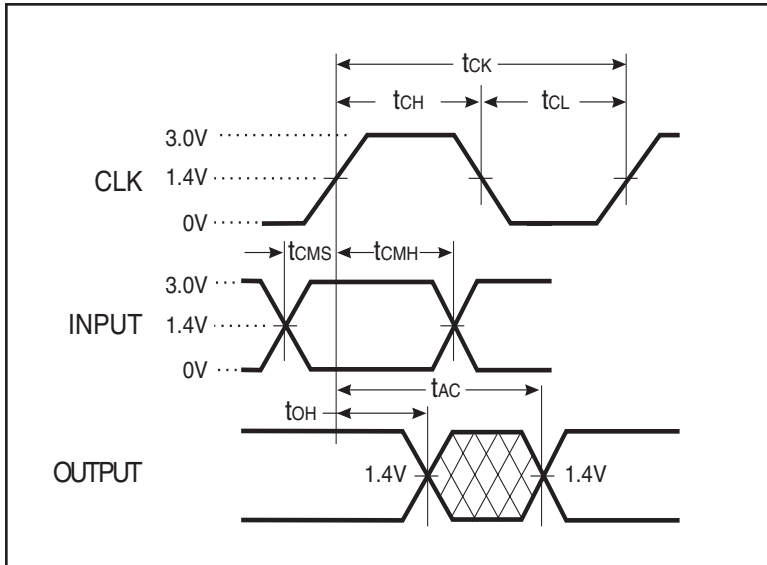 tCK
tCH tCL
3.0V
CLK 1.4V
0V
tCMS tCMH
3.0V
INPUT 1.4V
0V
tAC
tOH
OUTPUT 1.4V 1.4V